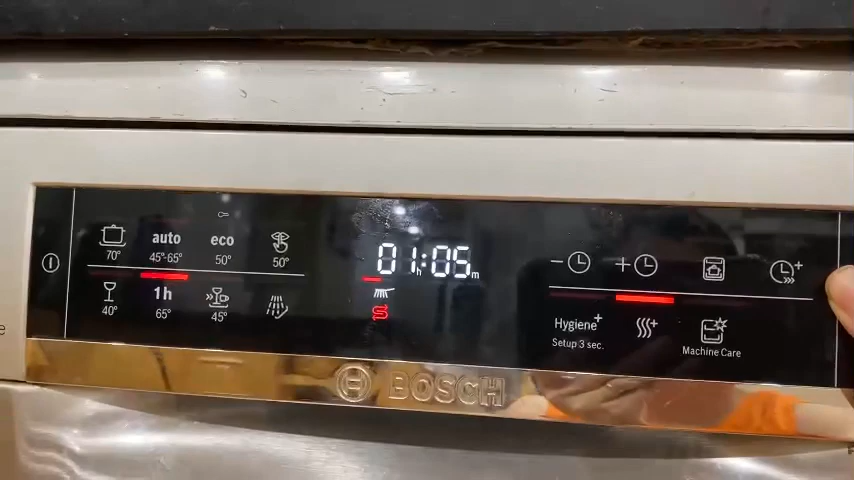 auto
eco
70°
45°-65°
50°
50°
1h
40°
65°
45°
01:05
h
m
Hygiene+
Setup 3 sec.
Machine Care
BOSCH